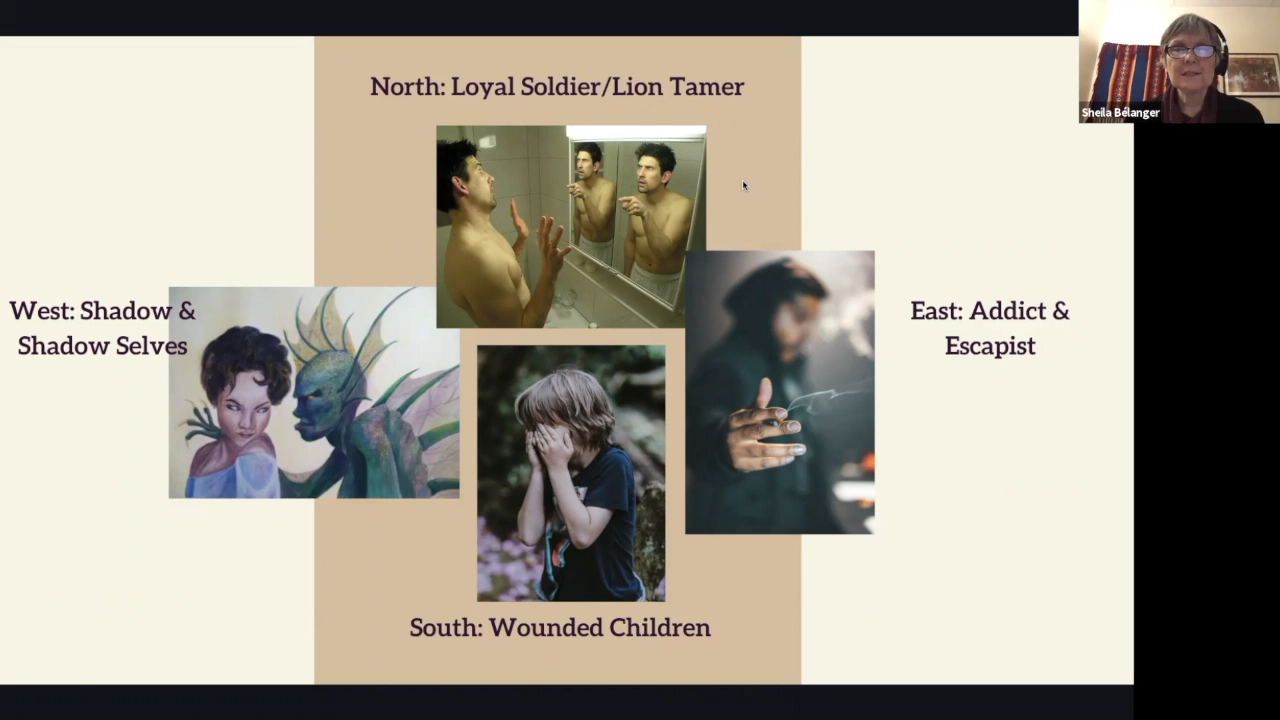 North: Loyal Soldier/Lion Tamer
Sheila Bélanger
West: Shadow &
Shadow Selves
East: Addict &
Escapist
South: Wounded Children